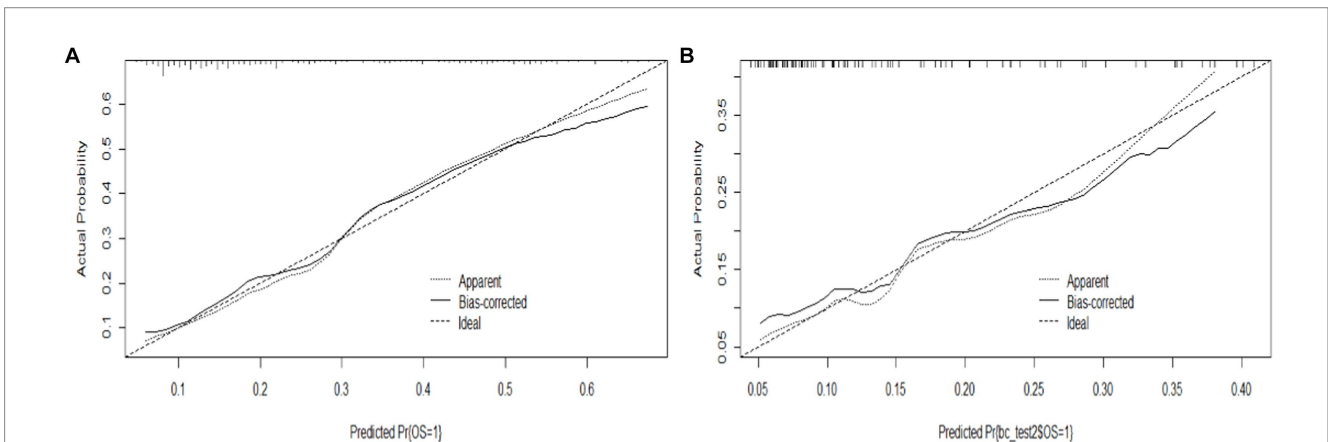 A
Actual Probability
0.6
0.5
0.4
0.3
0.2
0.1
Apparent
Bias-corrected
Ideal
0.1 0.2 0.3 0.4 0.5 0.6
Predicted Pr{OS=1}
B
Actual Probability
0.35
0.25
0.15
0.05
Apparent
Bias-corrected
Ideal
0.05 0.10 0.15 0.20 0.25 0.30 0.35 0.40
Predicted Pr{bc_test2$OS=1}